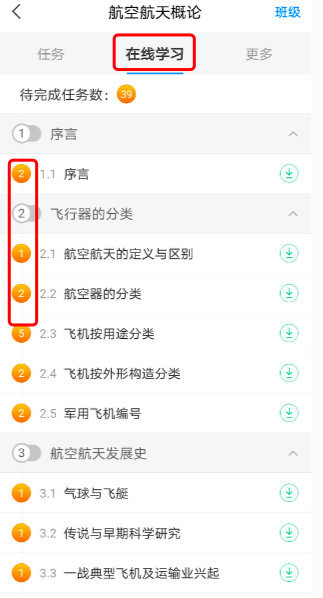 航空航天概论 班级
任务 在线学习 更多
待完成任务数： 39
1 序言
2 1.1 序言
2 飞行器的分类
1 2.1 航空航天的定义与区别
2 2.2 航空器的分类
5 2.3 飞机按用途分类
2 2.4 飞机按外形构造分类
2 2.5 军用飞机编号
3 航空航天发展史
1 3.1 气球与飞艇
1 3.2 传说与早期科学研究
1 3.3 一战典型飞机及运输业兴起